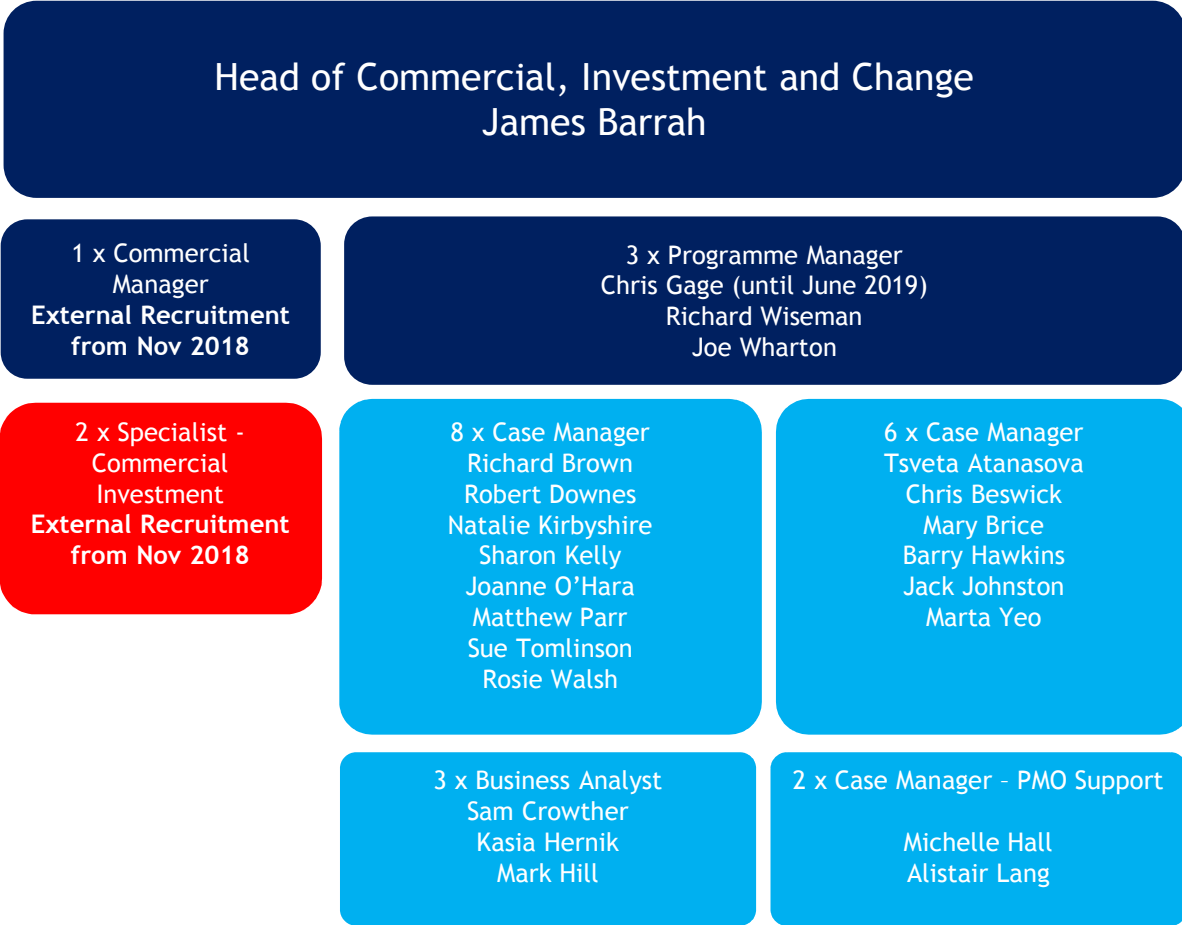 Head of Commercial, Investment and Change
James Barrah
1 x Commercial
Manager
External Recruitment
from Nov 2018
3 x Programme Manager
Chris Gage (until June 2019)
Richard Wiseman
Joe Wharton
2 x Specialist -
Commercial
Investment
External Recruitment
from Nov 2018
8 x Case Manager
Richard Brown
Robert Downes
Natalie Kirbyshire
Sharon Kelly
Joanne O’Hara
Matthew Parr
Sue Tomlinson
Rosie Walsh
6 x Case Manager
Tsveta Atanasova
Chris Beswick
Mary Brice
Barry Hawkins
Jack Johnston
Marta Yeo
3 x Business Analyst
Sam Crowther
Kasia Hernik
Mark Hill
2 x Case Manager – PMO Support
Michelle Hall
Alistair Lang